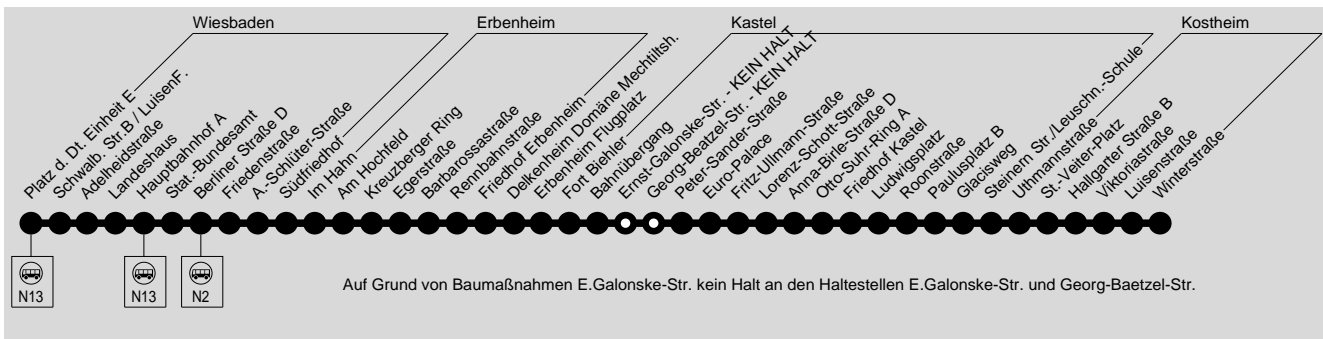 Wiesbaden
Erbenheim
Kastel
Kostheim
Platz d. Dt. Einheit E
Schwalb. Str.B / LuisenF.
Adelheidstraße
Landeshaus
Hauptbahnhof A
Stat.-Bundesamt
Berliner Straße D
Friedenstraße
A.-Schlüter-Straße
Südfriedhof
Im Hahn
Am Hochfeld
Kreuzberger Ring
Egerstraße
Barbarossastraße
Rennbahnstraße
Friedhof Erbenheim
Delkenheim Domäne Mechtiltsh.
Erbenheim Flugplatz
Fort Biehler
Bahnübergang
Ernst-Galonske-Str. - KEIN HALT
Georg-Beatzel-Str. - KEIN HALT
Peter-Sander-Straße
Euro-Palace
Fritz-Ullmann-Straße
Lorenz-Schott-Straße
Anna-Birle-Straße D
Otto-Suhr-Ring A
Friedhof Kastel
Ludwigsplatz
Roonstraße
Paulusplatz B
Glacisweg
Steinern Str./Leuschn.-Schule
Uthmannstraße
St.-Veiter-Platz
Hallgarter Straße B
Viktoriastraße
Luisenstraße
Winterstraße
N13
N13
N2
Auf Grund von Baumaßnahmen E.Galonske-Str. kein Halt an den Haltestellen E.Galonske-Str. und Georg-Baetzel-Str.